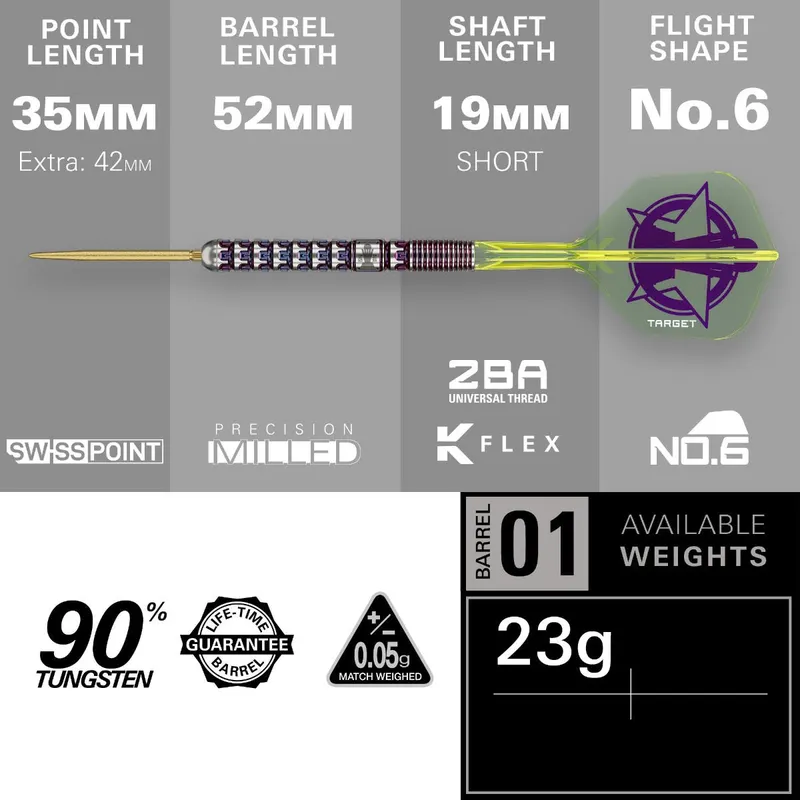 POINT
LENGTH
35MM
Extra: 42MM
BARREL
LENGTH
52MM
SHAFT
LENGTH
19MM
SHORT
FLIGHT
SHAPE
No.6
TARGET
SWISSPOINT
PRECISION
MILLED
2BA
UNIVERSAL THREAD
K FLEX
NO.6
90%
TUNGSTEN
LIFE-TIME
GUARANTEE
BARREL
+/-
0.05g
MATCH WEIGHED
BARREL
01
AVAILABLE
WEIGHTS
23g